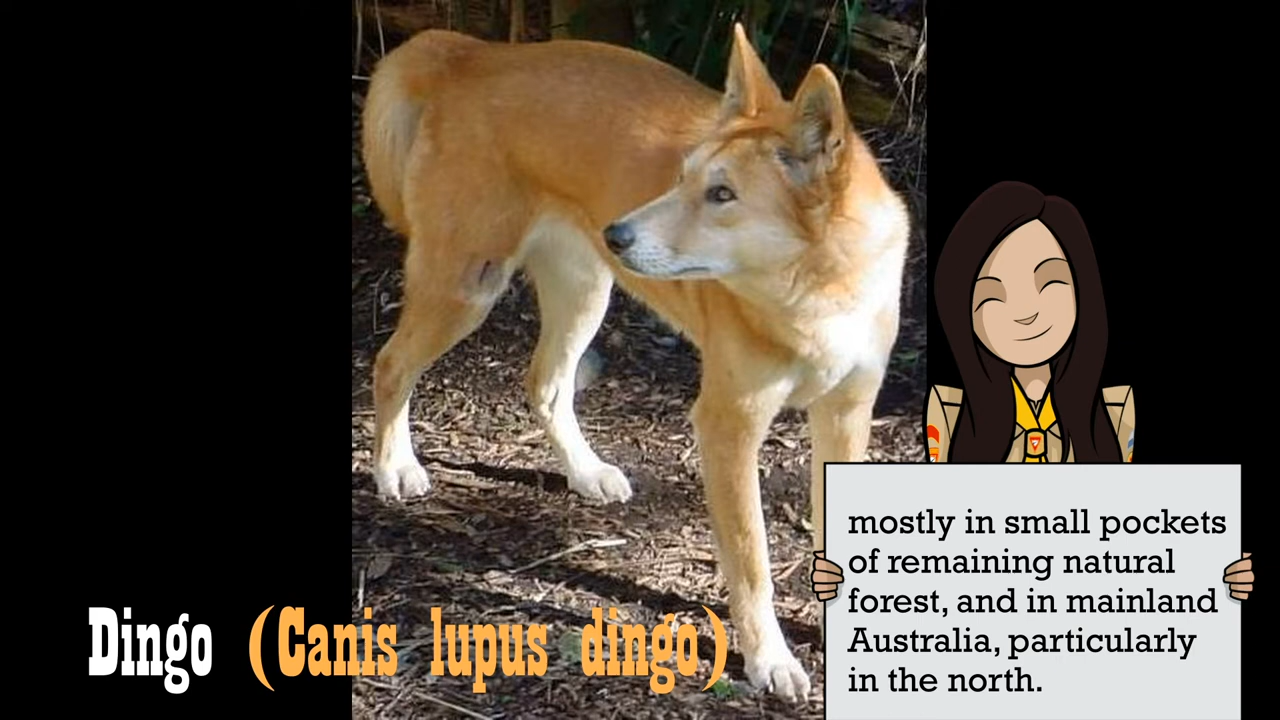 mostly in small pockets
of remaining natural
forest, and in mainland
Australia, particularly
in the north.
Dingo (Canis lupus dingo)